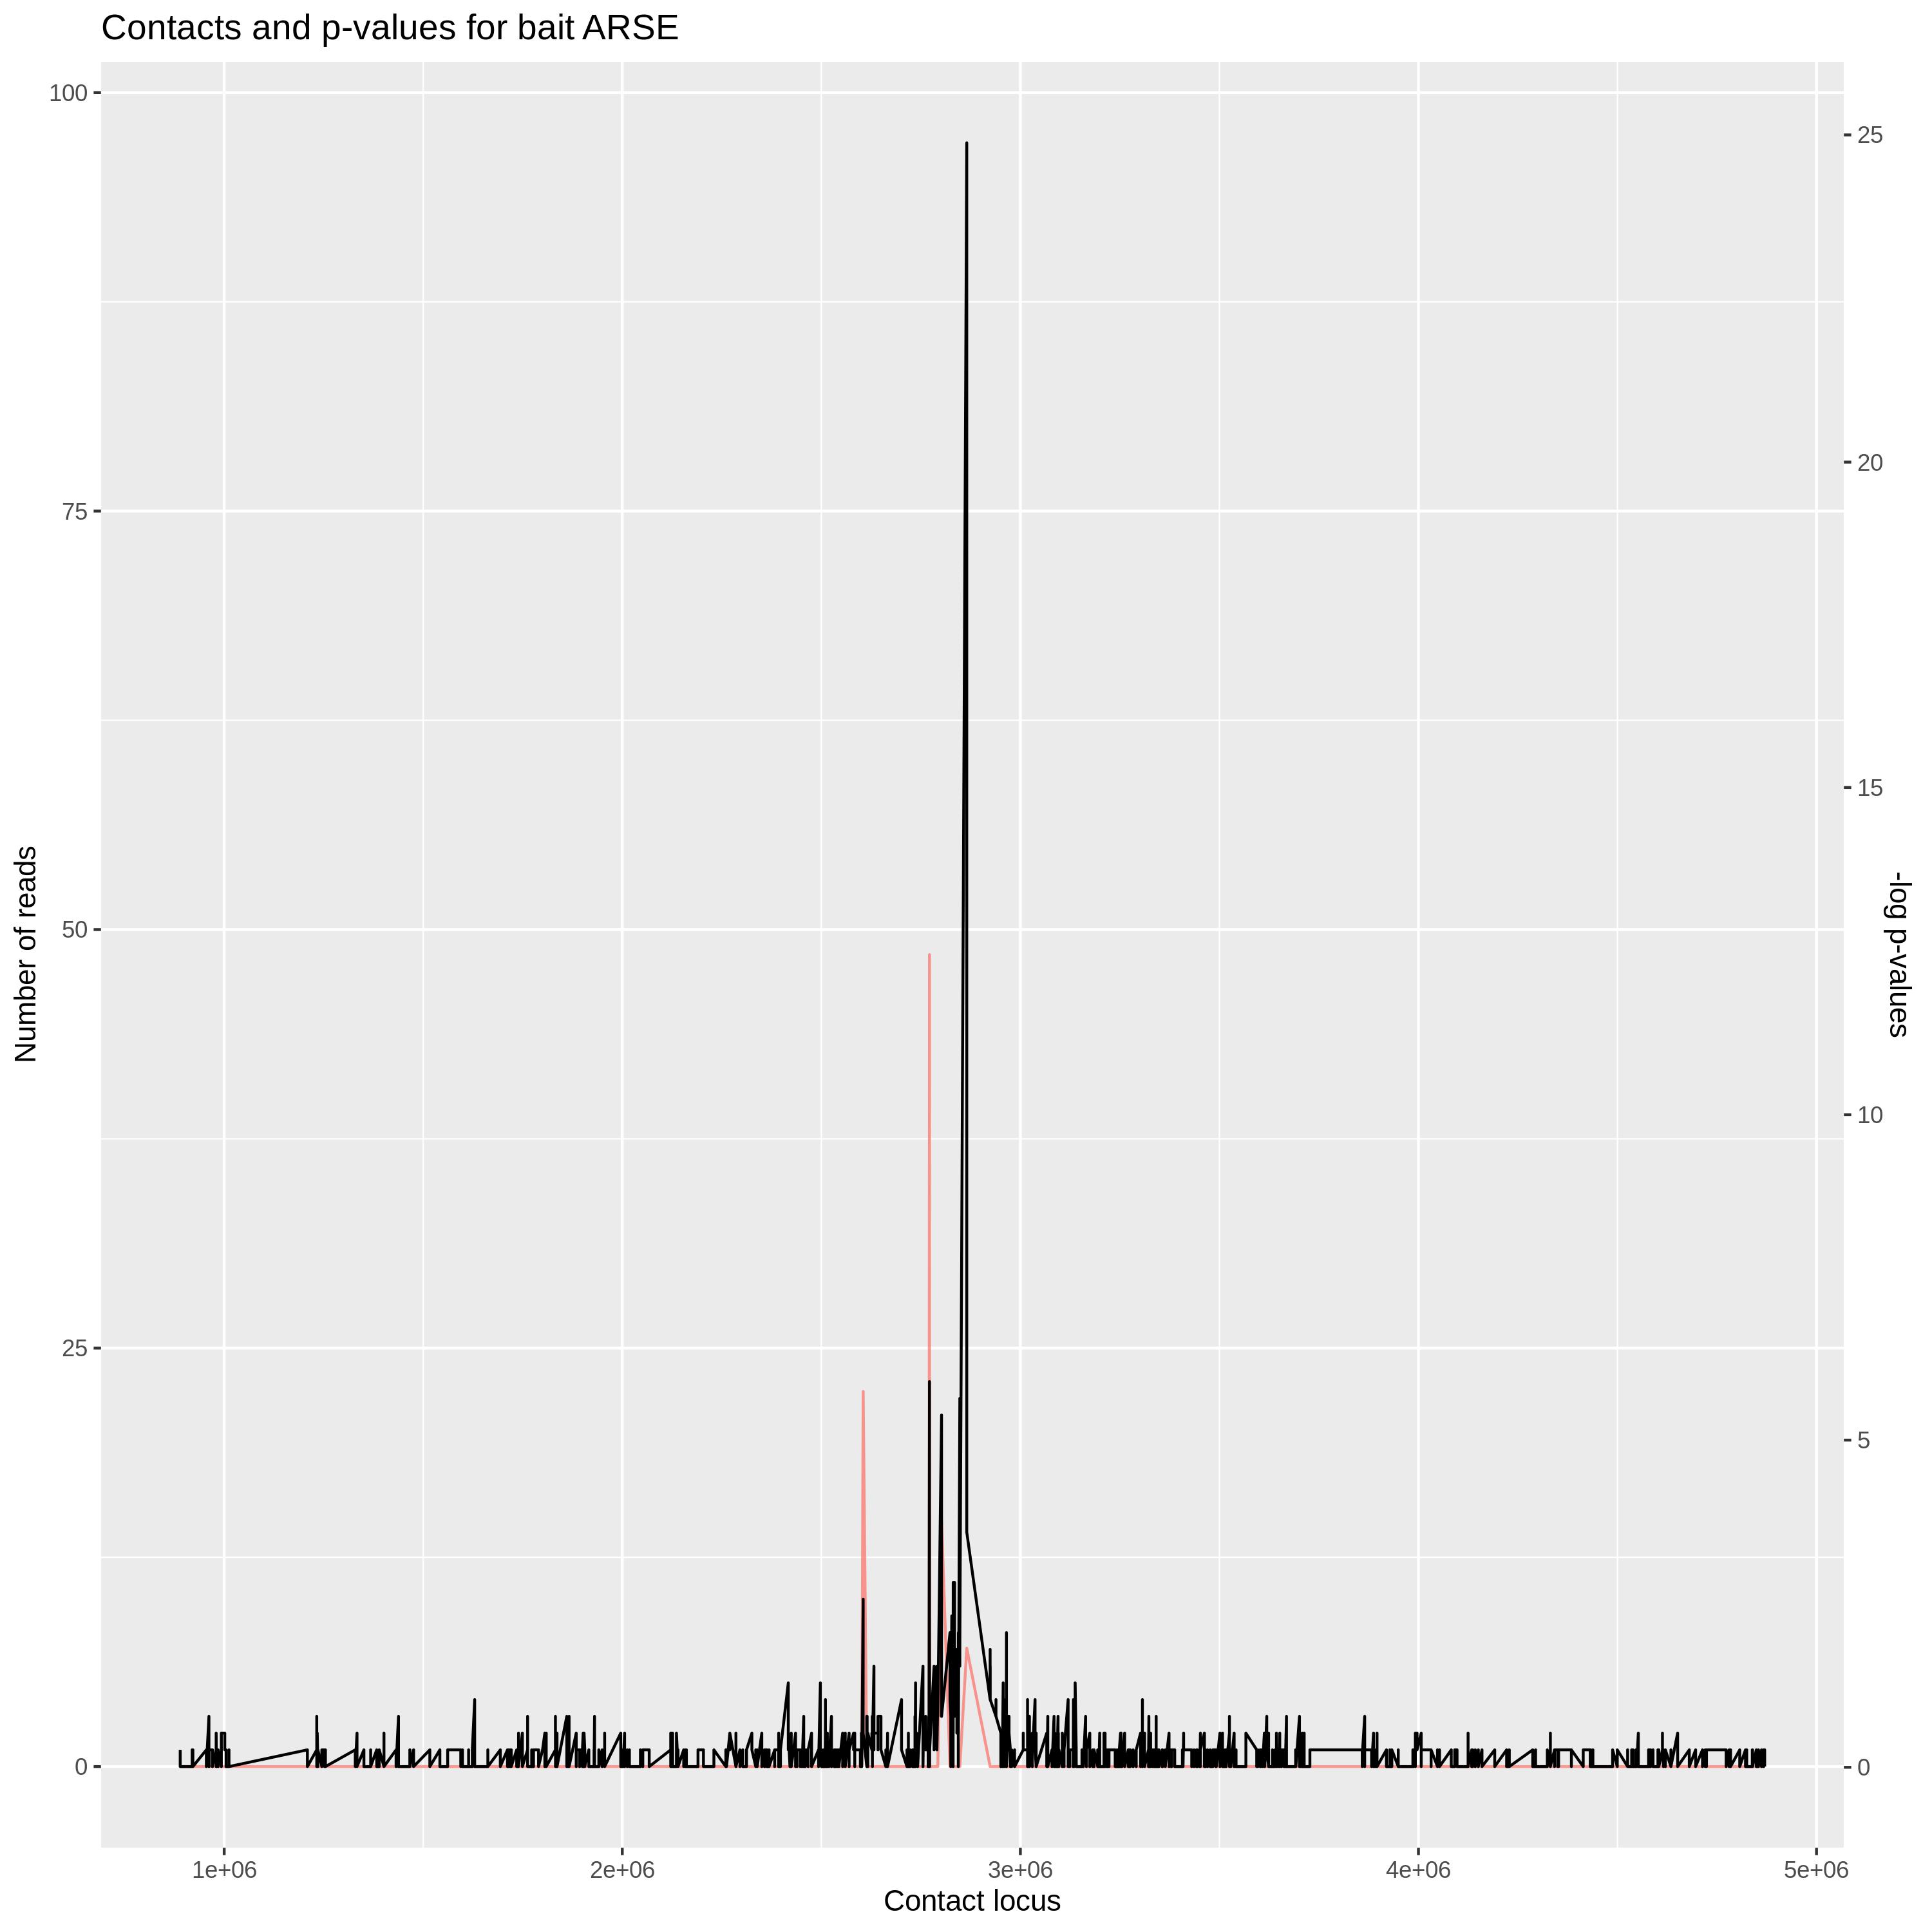 Contacts and p-values for bait ARSE
100
75
50
25
0
Number of reads
25
20
15
10
5
0
-log p-values
1e+06
2e+06
3e+06
4e+06
5e+06
Contact locus